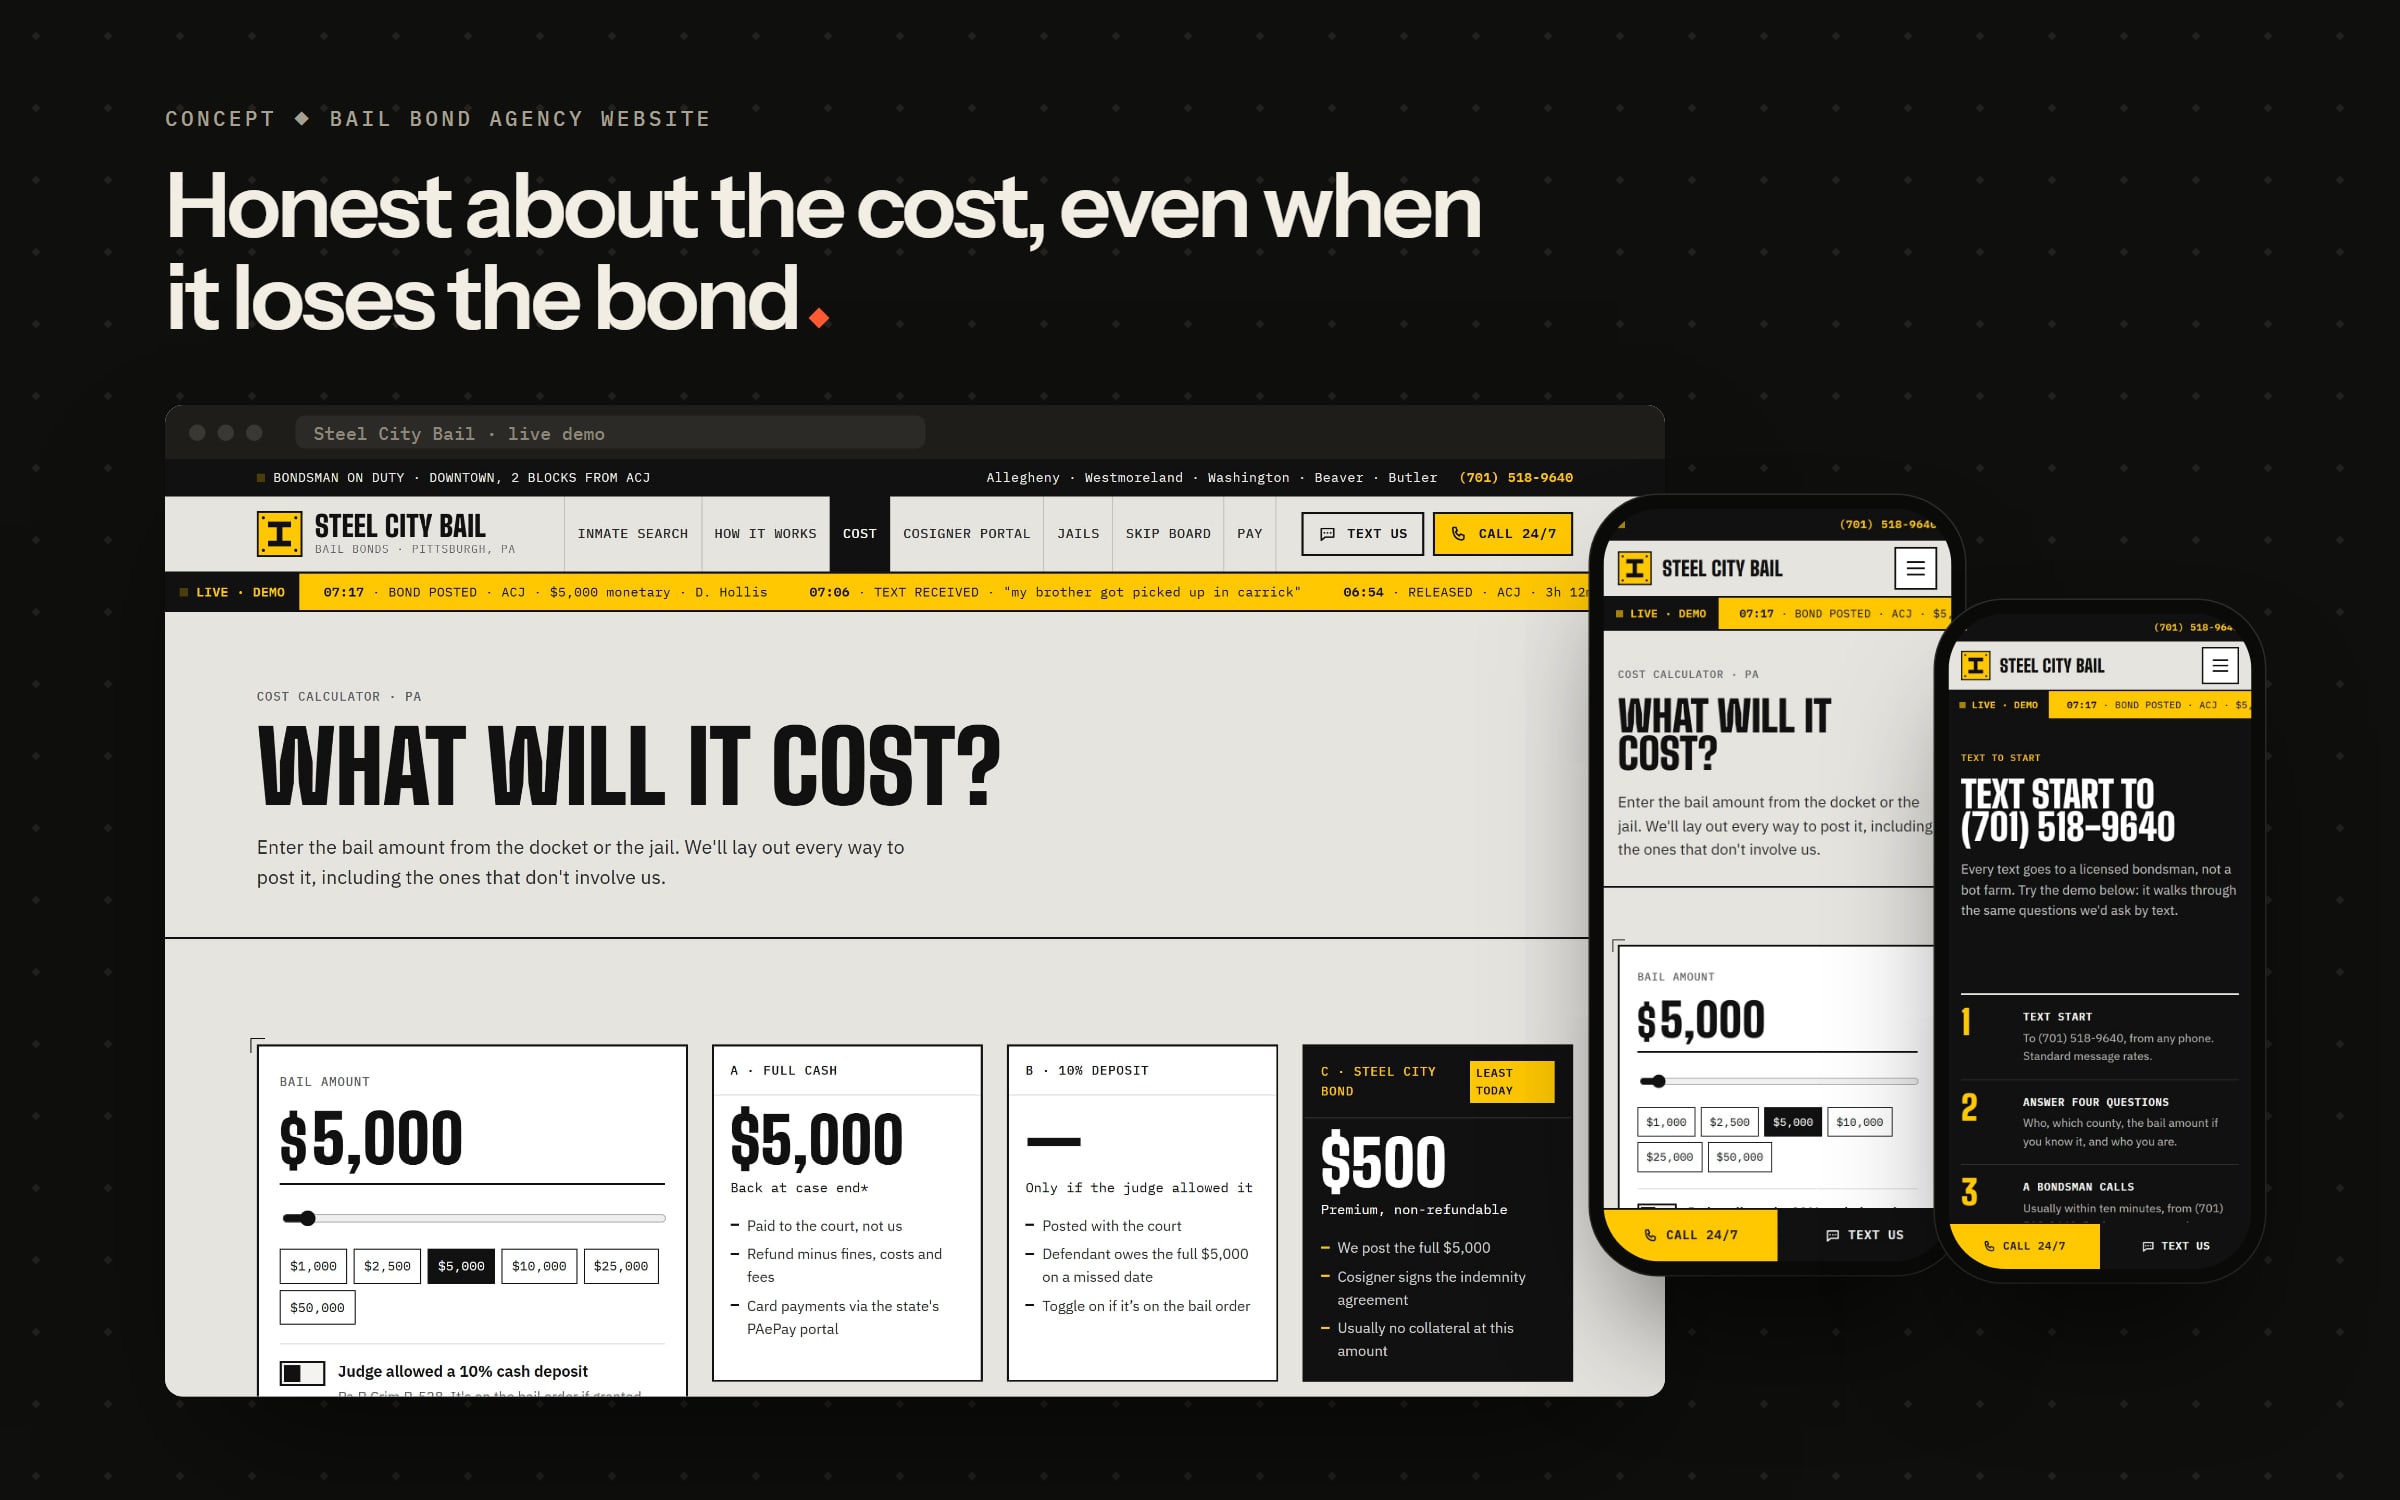 CONCEPT ◆ BAIL BOND AGENCY WEBSITE
Honest about the cost, even when
it loses the bond
Steel City Bail · live demo
BONDSMAN ON DUTY · DOWNTOWN, 2 BLOCKS FROM ACJ
Allegheny · Westmoreland · Washington · Beaver · Butler (701) 518-9640
STEEL CITY BAIL
BAIL BONDS · PITTSBURGH, PA
INMATE SEARCH
HOW IT WORKS
COST
COSIGNER PORTAL
JAILS
SKIP BOARD
PAY
TEXT US
CALL 24/7
LIVE · DEMO
07:17 · BOND POSTED · ACJ · $5,000 monetary · D. Hollis
07:06 · TEXT RECEIVED · "my brother got picked up in carrick"
06:54 · RELEASED · ACJ · 3h
COST CALCULATOR · PA
WHAT WILL IT COST?
Enter the bail amount from the docket or the jail. We'll lay out every way to
post it, including the ones that don't involve us.
BAIL AMOUNT
$5,000
$1,000
$2,500
$5,000
$10,000
$25,000
$50,000
Judge allowed a 10% cash deposit
A · FULL CASH
$5,000
Back at case end*
Paid to the court, not us
Refund minus fines, costs and
fees
Card payments via the state's
PAePay portal
B · 10% DEPOSIT
—
Only if the judge allowed it
Posted with the court
Defendant owes the full $5,000
on a missed date
Toggle on if it's on the bail order
C · STEEL CITY
BOND
LEAST
TODAY
$500
Premium, non-refundable
We post the full $5,000
Cosigner signs the indemnity
agreement
Usually no collateral at this
amount
(701) 518-9640
STEEL CITY BAIL
LIVE · DEMO
07:17 · BOND POSTED · ACJ · $5,
COST CALCULATOR · PA
WHAT WILL IT
COST?
Enter the bail amount from the docket or the
jail. We'll lay out every way to post it, including
the ones that don't involve us.
BAIL AMOUNT
$5,000
$1,000
$2,500
$5,000
$10,000
$25,000
$50,000
CALL 24/7
TEXT US
(701) 518-964
STEEL CITY BAIL
LIVE · DEMO
07:17 · BOND POSTED · ACJ · $5,
TEXT TO START
TEXT START TO
(701) 518-9640
Every text goes to a licensed bondsman, not a
bot farm. Try the demo below: it walks through
the same questions we'd ask by text.
1
TEXT START
To (701) 518-9640, from any phone.
Standard message rates.
2
ANSWER FOUR QUESTIONS
Who, which county, the bail amount if
you know it, and who you are.
3
A BONDSMAN CALLS
Usually within ten minutes, from (701)
CALL 24/7
TEXT US